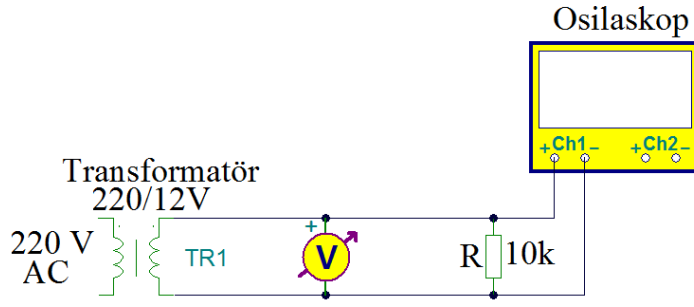 Osilaskop
+Ch1− +Ch2−
Transformatör
220/12V
220 V
AC
TR1
+
V
R 10k